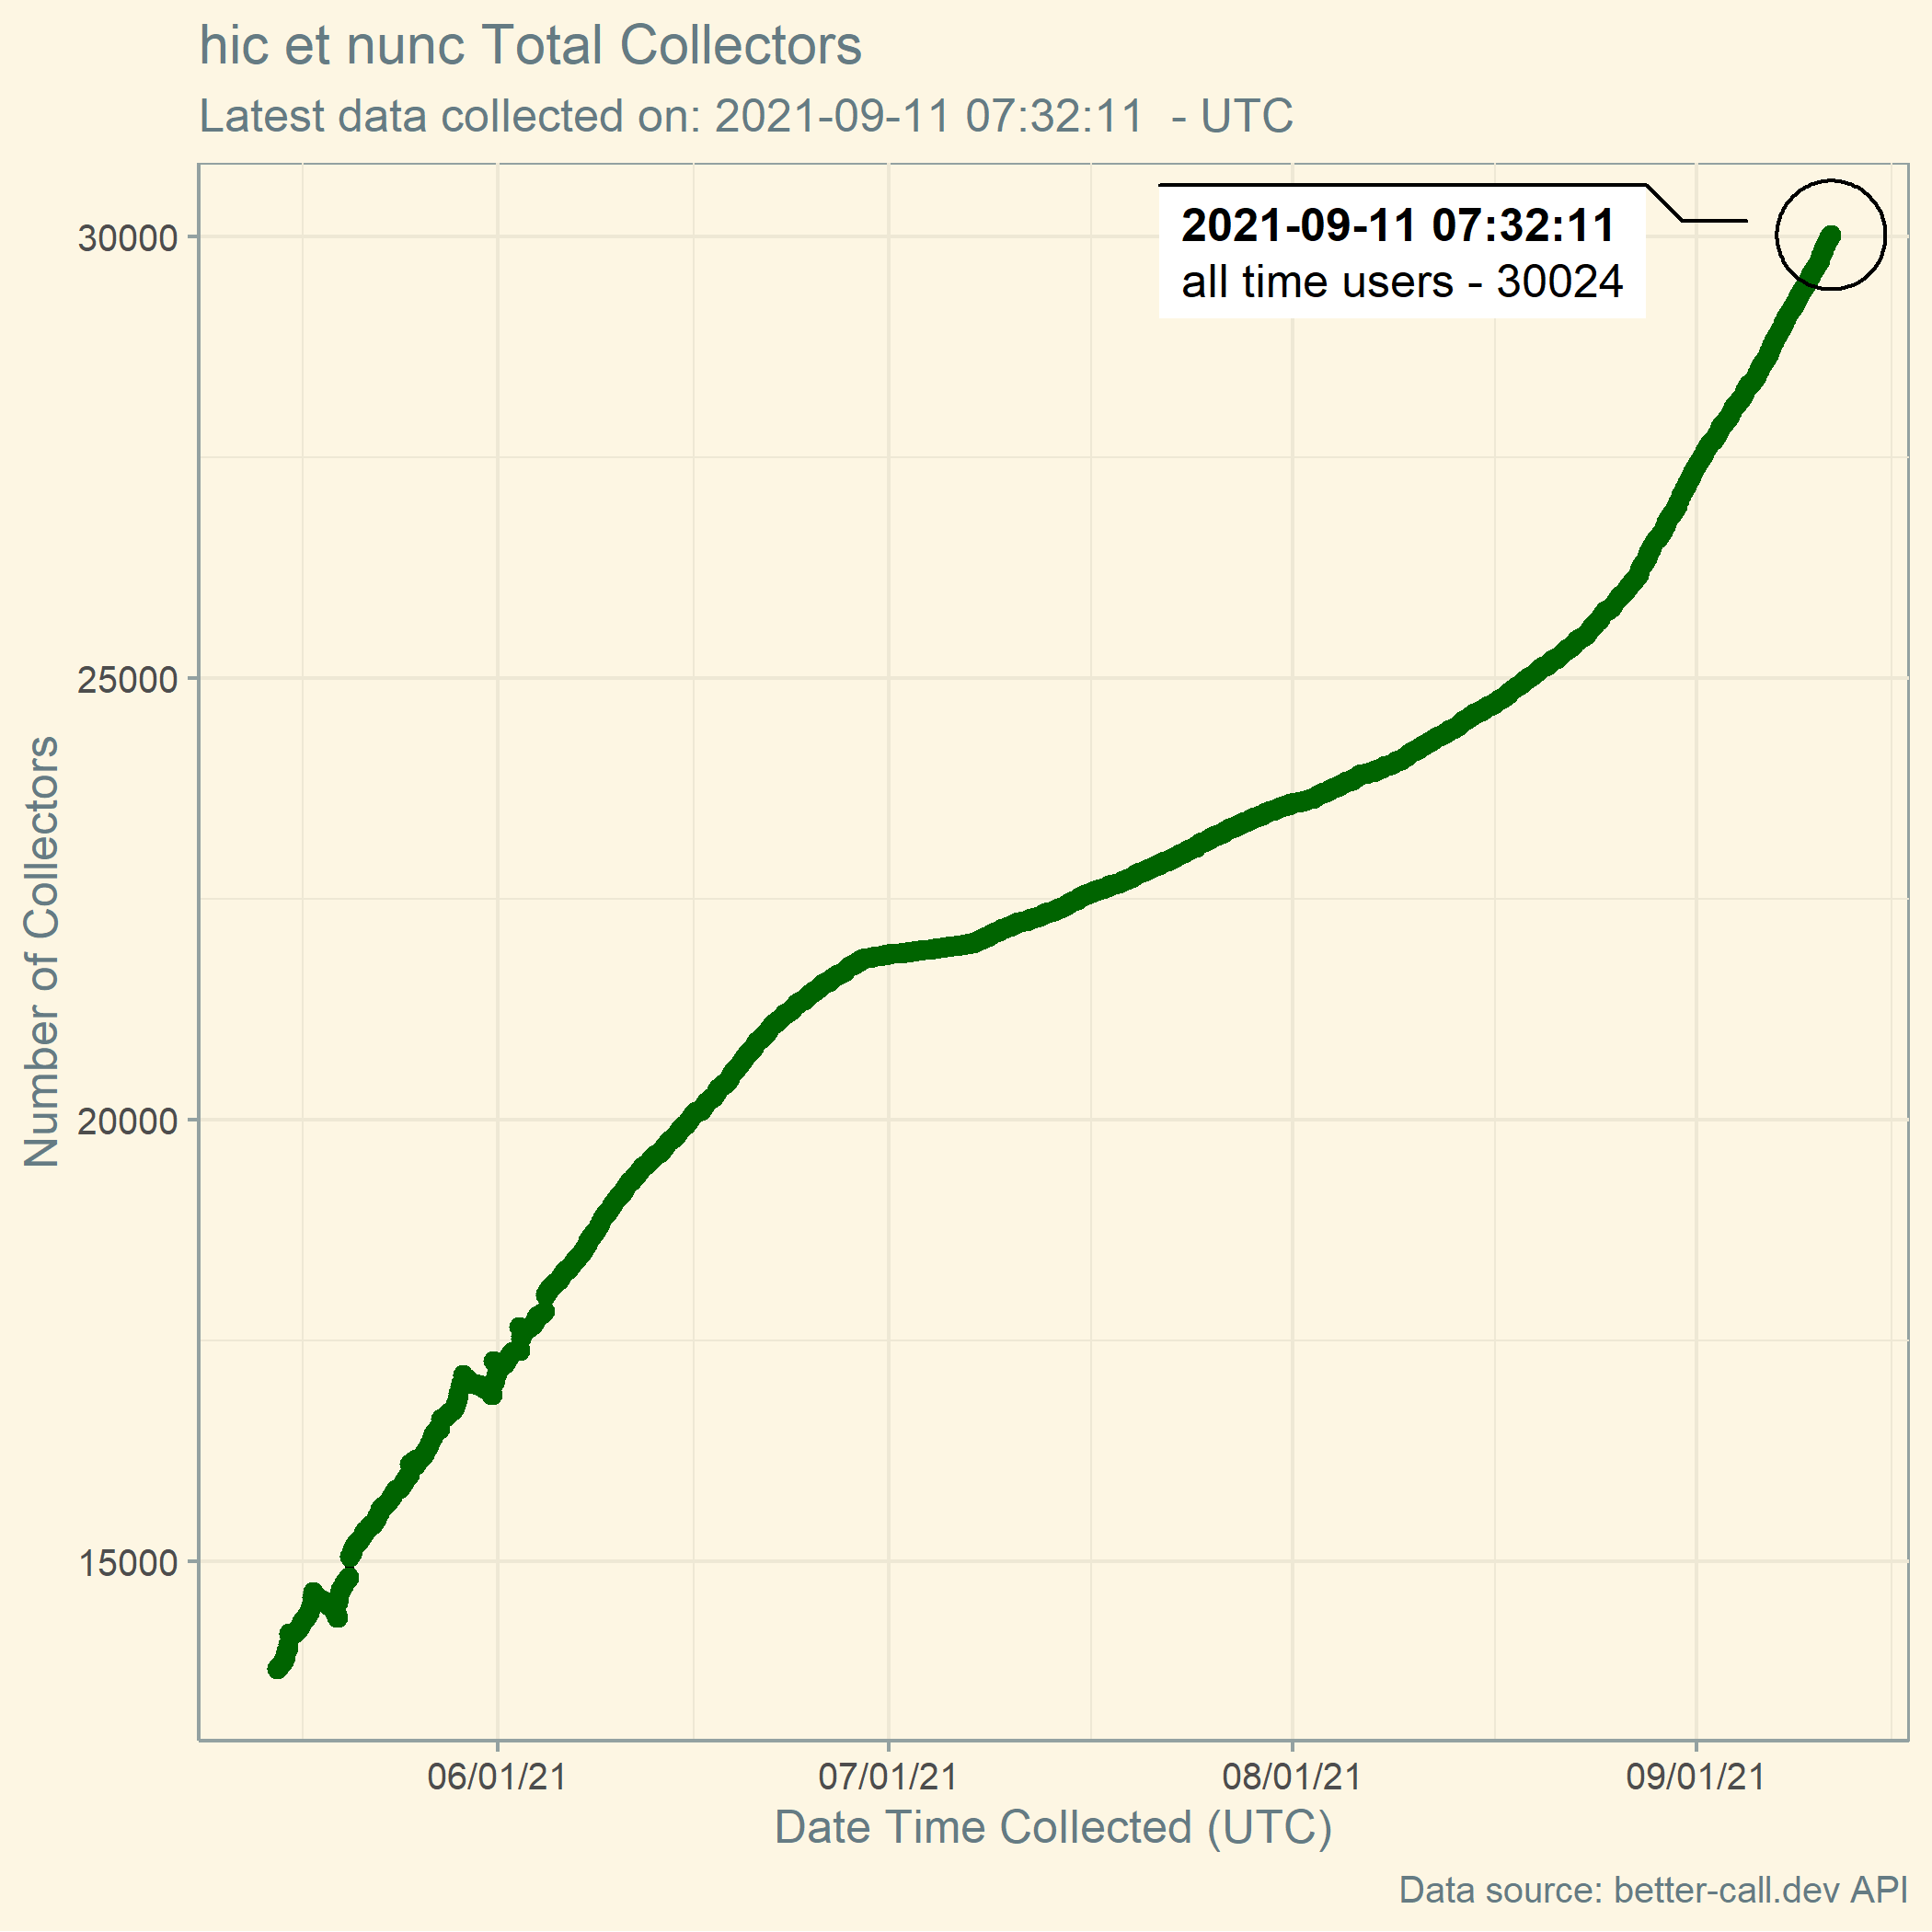 hic et nunc Total Collectors
Latest data collected on: 2021-09-11 07:32:11  - UTC
2021-09-11 07:32:11
all time users - 30024
30000
25000
20000
15000
Number of Collectors
06/01/21 07/01/21 08/01/21 09/01/21
Date Time Collected (UTC)
Data source: better-call.dev API